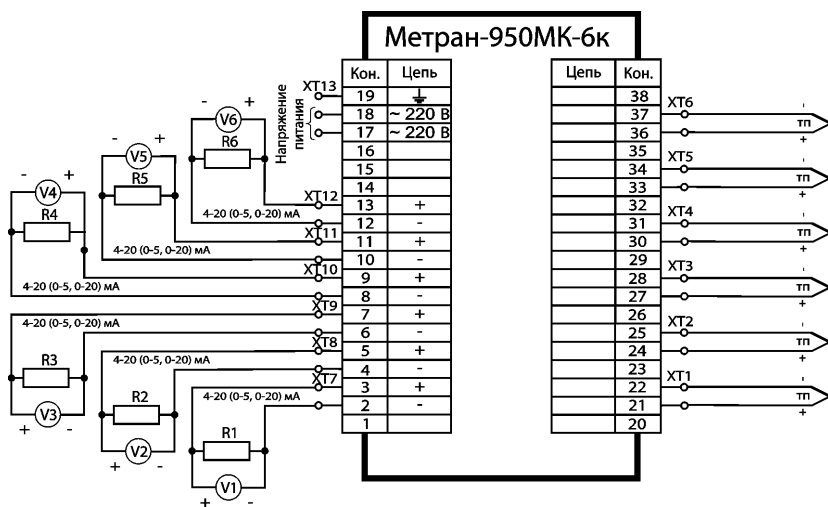 Метран-950МК-6к
Кон. Цепь
Цепь Кон.
XT13
Напряжение питания
19
18 ~ 220 В
17 ~ 220 В
16
15
14
13 +
12 -
11 +
10 -
9 +
8 -
7 +
6 -
5 +
4 -
3 +
2 -
1
38
37
36
35
34
33
32
31
30
29
28
27
26
25
24
23
22
21
20
XT6
- ТП +
XT5
- ТП +
XT4
- ТП +
XT3
- ТП +
XT2
- ТП +
XT1
- ТП +
- V6 +
R6
XT12
4-20 (0-5, 0-20) мА
- V5 +
R5
XT11
4-20 (0-5, 0-20) мА
- V4 +
R4
XT10
4-20 (0-5, 0-20) мА
XT9
4-20 (0-5, 0-20) мА
R3
+ V3 -
XT8
4-20 (0-5, 0-20) мА
R2
+ V2 -
XT7
4-20 (0-5, 0-20) мА
R1
+ V1 -